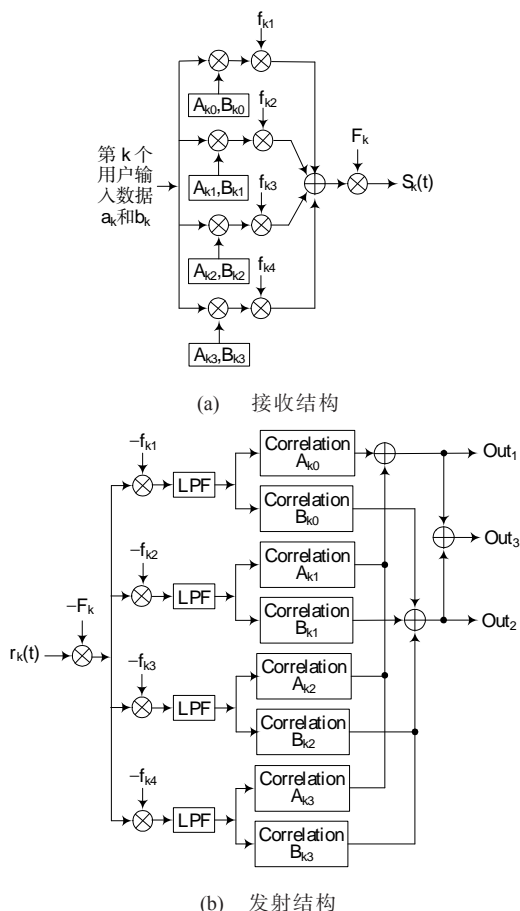 f_k1
A_k0,B_k0
f_k2
F_k
第 k 个
用户输
入数据
a_k和b_k
A_k1,B_k1
f_k3
S_k(t)
A_k2,B_k2
f_k4
A_k3,B_k3
(a) 接收结构
−f_k1
LPF
Correlation
A_k0
Out_1
Correlation
B_k0
Out_3
−f_k2
LPF
Correlation
A_k1
Correlation
B_k1
Out_2
−F_k
r_k(t)
−f_k3
LPF
Correlation
A_k2
Correlation
B_k2
−f_k4
LPF
Correlation
A_k3
Correlation
B_k3
(b) 发射结构